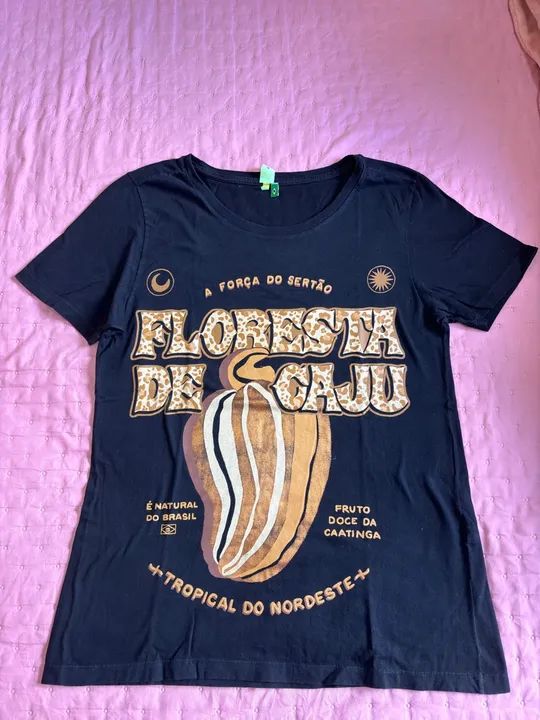 A FORÇA DO SERTÃO
FLORESTA
DE CAJU
É NATURAL
DO BRASIL
FRUTO
DOCE DA
CAATINGA
TROPICAL DO NORDESTE